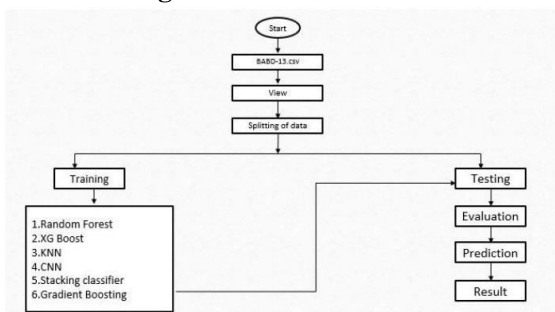 Start
BABD-13.csv
View
Splitting of data
Training
Testing
1.Random Forest
2.XG Boost
3.KNN
4.CNN
5.Stacking classifier
6.Gradient Boosting
Evaluation
Prediction
Result